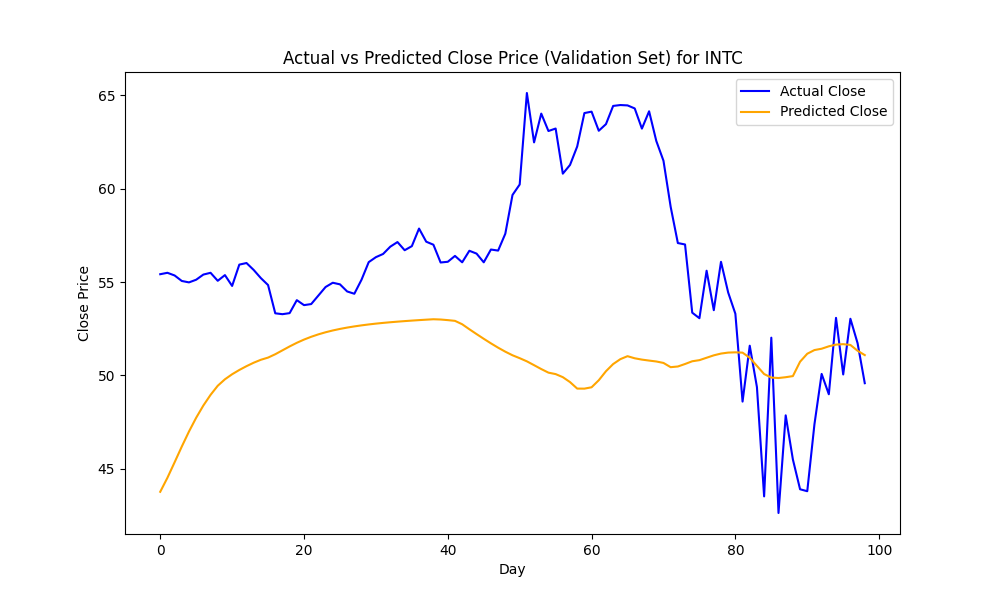 Actual vs Predicted Close Price (Validation Set) for INTC
Actual Close
Predicted Close
65
60
55
50
45
Close Price
0 20 40 60 80 100
Day